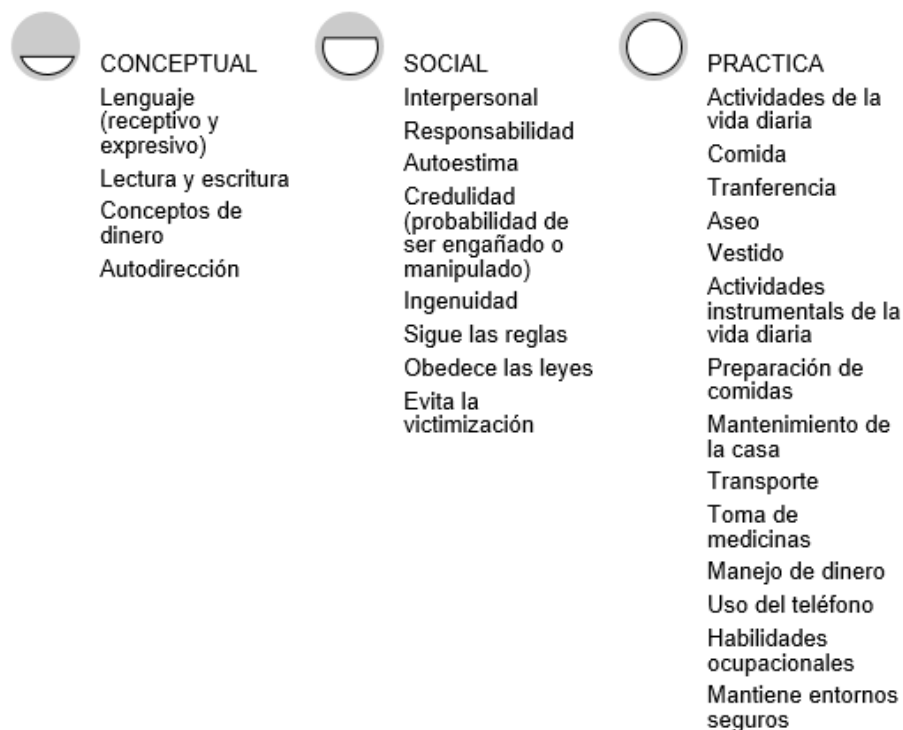 CONCEPTUAL
Lenguaje
(receptivo y
expresivo)
Lectura y escritura
Conceptos de
dinero
Autodirección
SOCIAL
Interpersonal
Responsabilidad
Autoestima
Credulidad
(probabilidad de
ser engañado o
manipulado)
Ingenuidad
Sigue las reglas
Obedece las leyes
Evita la
victimización
PRACTICA
Actividades de la
vida diaria
Comida
Tranferencia
Aseo
Vestido
Actividades
instrumentals de la
vida diaria
Preparación de
comidas
Mantenimiento de
la casa
Transporte
Toma de
medicinas
Manejo de dinero
Uso del teléfono
Habilidades
ocupacionales
Mantiene entornos
seguros